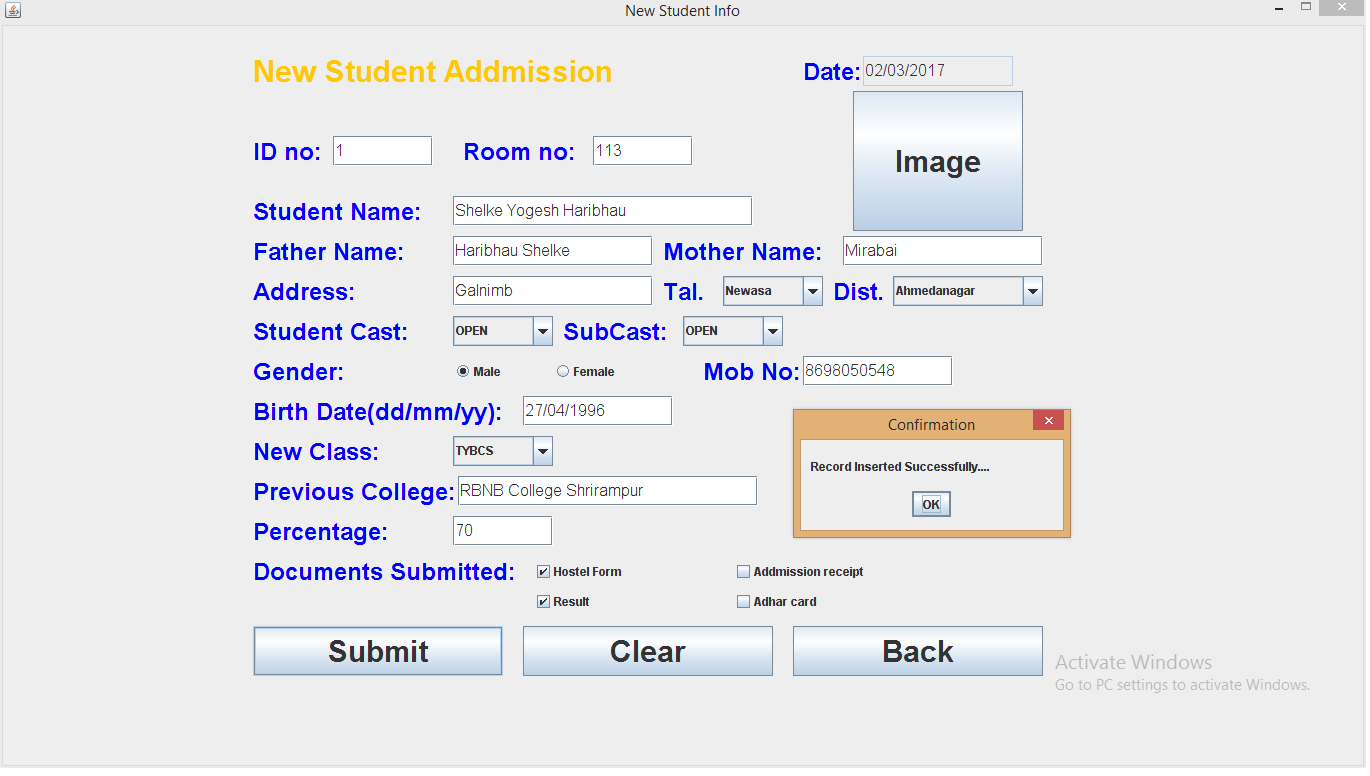 New Student Info
New Student Addmission
Date: 02/03/2017
Image
ID no: 1 Room no: 113
Student Name: Shelke Yogesh Haribhau
Father Name: Haribhau Shelke Mother Name: Mirabai
Address: Galnimb Tal. Newasa Dist. Ahmedanagar
Student Cast: OPEN SubCast: OPEN
Gender: Male Female Mob No: 8698050548
Birth Date(dd/mm/yy): 27/04/1996
Confirmation
New Class: TYBCS
Record Inserted Successfully....
Previous College: RBNB College Shrirampur
OK
Percentage: 70
Documents Submitted: Hostel Form Addmission receipt
Result Adhar card
Submit Clear Back
Activate Windows
Go to PC settings to activate Windows.